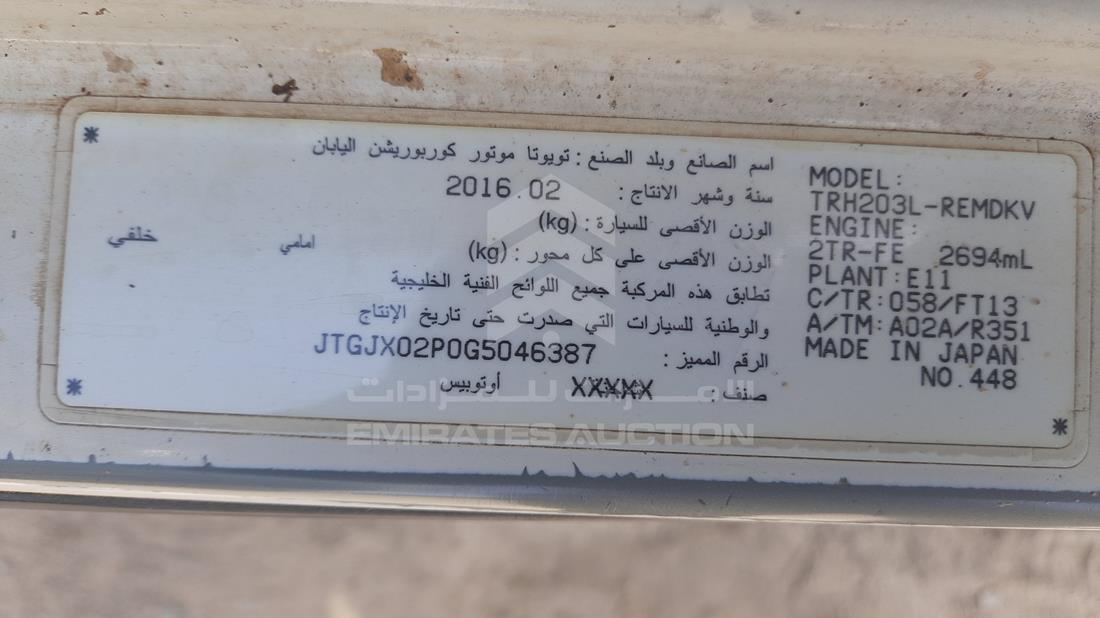 اسم الصانع وبلد الصنع : تويوتا موتور كوربوريشن اليابان
سنة وشهر الانتاج : 2016.02
الوزن الأقصى للسيارة : (kg)
الوزن الأقصى على كل محور : (kg) امامي خلفي
تطابق هذه المركبة جميع اللوائح الفنية الخليجية
والوطنية للسيارات التي صدرت حتى تاريخ الإنتاج
الرقم المميز : JTGJX02P0G5046387
صنف : XXXXX أوتوبيس
MODEL:
TRH203L-REMDKV
ENGINE:
2TR-FE 2694mL
PLANT:E11
C/TR:058/FT13
A/TM:A02A/R351
MADE IN JAPAN
NO.448
الإمارات للمزادات
EMIRATES AUCTION